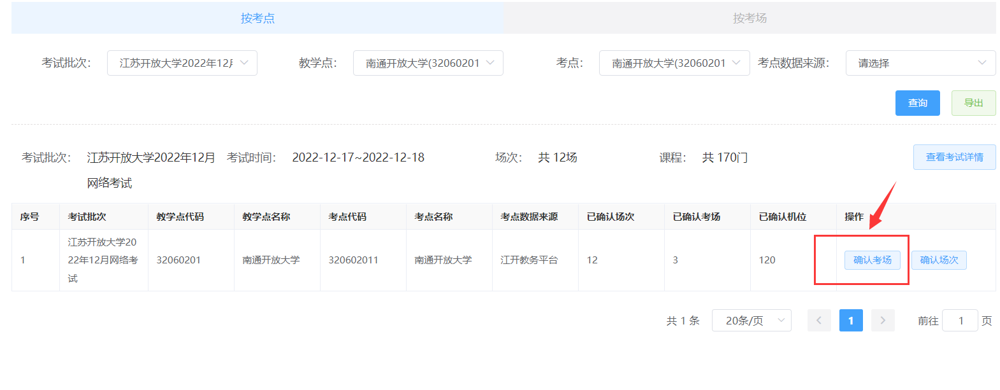 按考点
按考场
考试批次：
江苏开放大学2022年12月
教学点：
南通开放大学(32060201
考点：
南通开放大学(32060201
考点数据来源：
请选择
查询
导出
考试批次：
江苏开放大学2022年12月
网络考试
考试时间：
2022-12-17~2022-12-18
场次：
共 12场
课程：
共 170门
查看考试详情
序号
考试批次
教学点代码
教学点名称
考点代码
考点名称
考点数据来源
已确认场次
已确认考场
已确认机位
操作
1
江苏开放大学20
22年12月网络考
试
32060201
南通开放大学
320602011
南通开放大学
江开教务平台
12
3
120
确认考场
确认场次
共 1 条
20条/页
1
前往
1
页